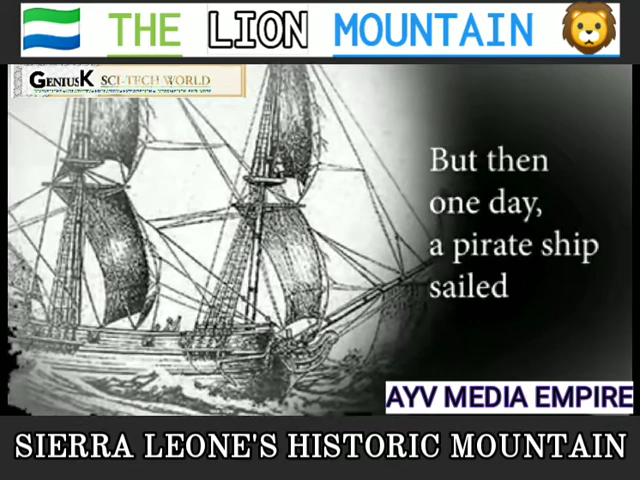 🇸🇱 THE LION MOUNTAIN 🦁
GENIUSK SCI-TECH WORLD
But then
one day,
a pirate ship
sailed
AYV MEDIA EMPIRE
SIERRA LEONE'S HISTORIC MOUNTAIN